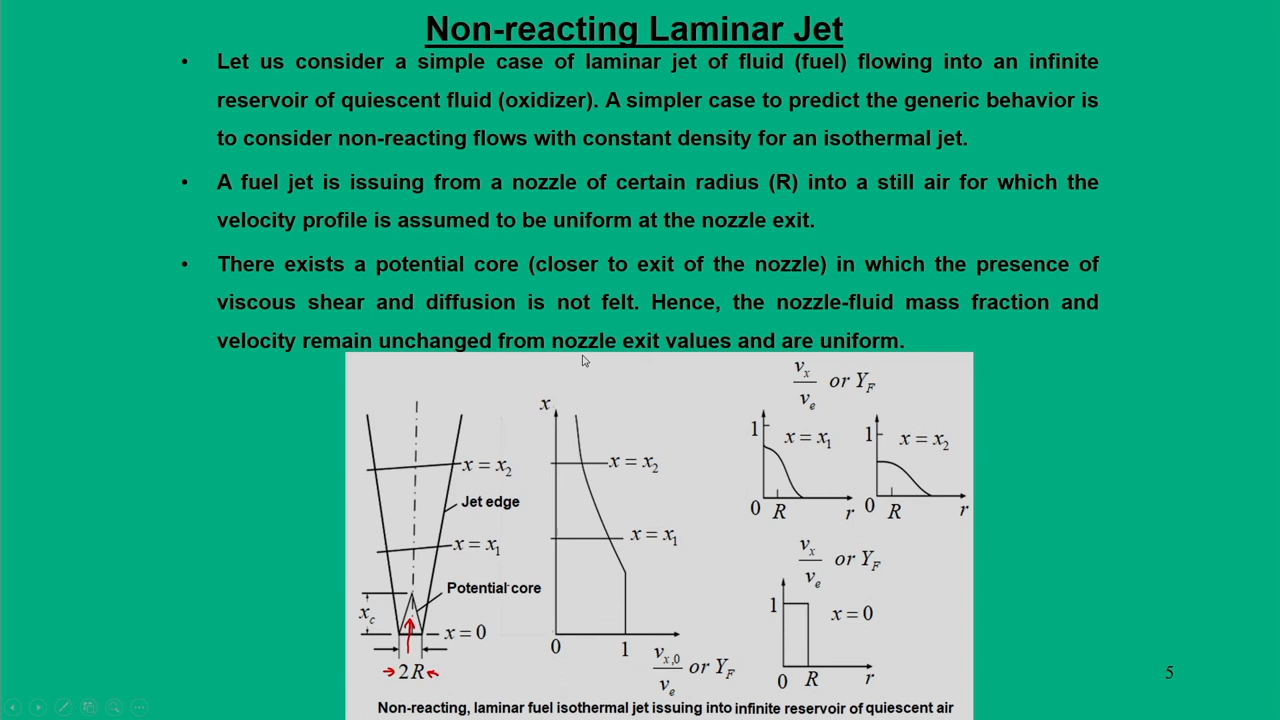 Non-reacting Laminar Jet
• Let us consider a simple case of laminar jet of fluid (fuel) flowing into an infinite
reservoir of quiescent fluid (oxidizer). A simpler case to predict the generic behavior is
to consider non-reacting flows with constant density for an isothermal jet.
• A fuel jet is issuing from a nozzle of certain radius (R) into a still air for which the
velocity profile is assumed to be uniform at the nozzle exit.
• There exists a potential core (closer to exit of the nozzle) in which the presence of
viscous shear and diffusion is not felt. Hence, the nozzle-fluid mass fraction and
velocity remain unchanged from nozzle exit values and are uniform.
x = x₂
Jet edge
x = x₁
Potential core
x_c
x = 0
2R
x
x = x₂
x = x₁
0 1
v_{x,0}/v_e or Y_F
v_x/v_e or Y_F
1 x = x₁
0 R r
1 x = x₂
0 R r
v_x/v_e or Y_F
1 x = 0
0 R r
Non-reacting, laminar fuel isothermal jet issuing into infinite reservoir of quiescent air
5